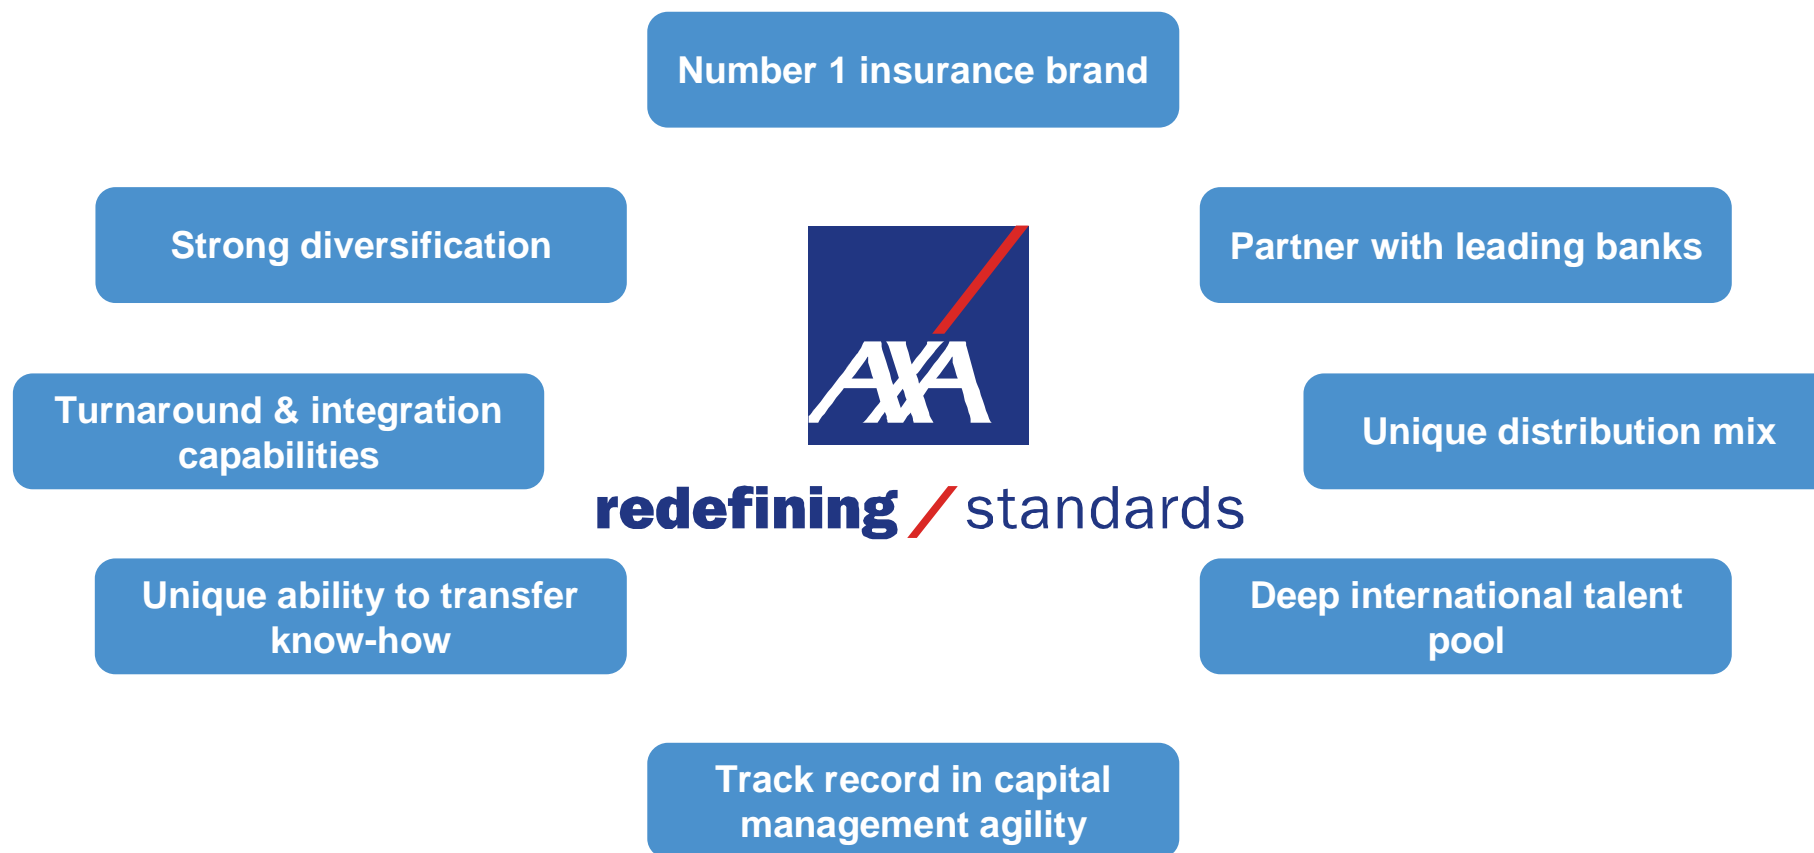 Number 1 insurance brand
Strong diversification
Partner with leading banks
AXA
Turnaround & integration
capabilities
Unique distribution mix
redefining / standards
Unique ability to transfer
know-how
Deep international talent
pool
Track record in capital
management agility